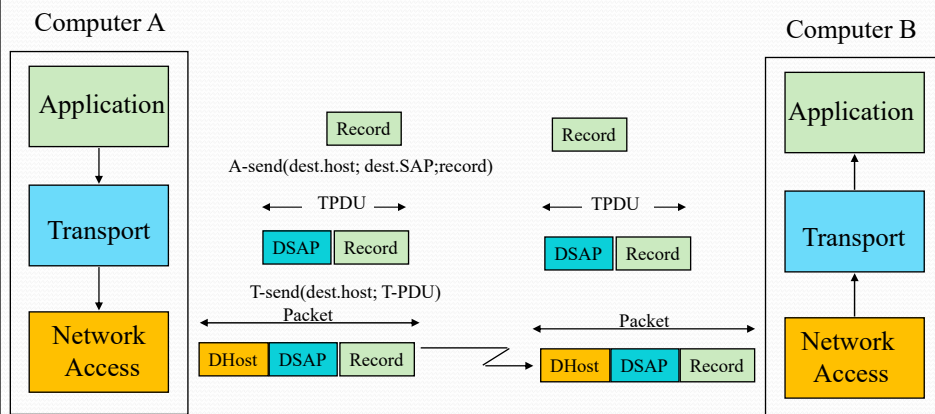 Computer A
Computer B
Application
Application
Record
Record
A-send(dest.host; dest.SAP;record)
TPDU
TPDU
Transport
Transport
DSAP
Record
DSAP
Record
T-send(dest.host; T-PDU)
Packet
Packet
Network
Access
Network
Access
DHost
DSAP
Record
DHost
DSAP
Record